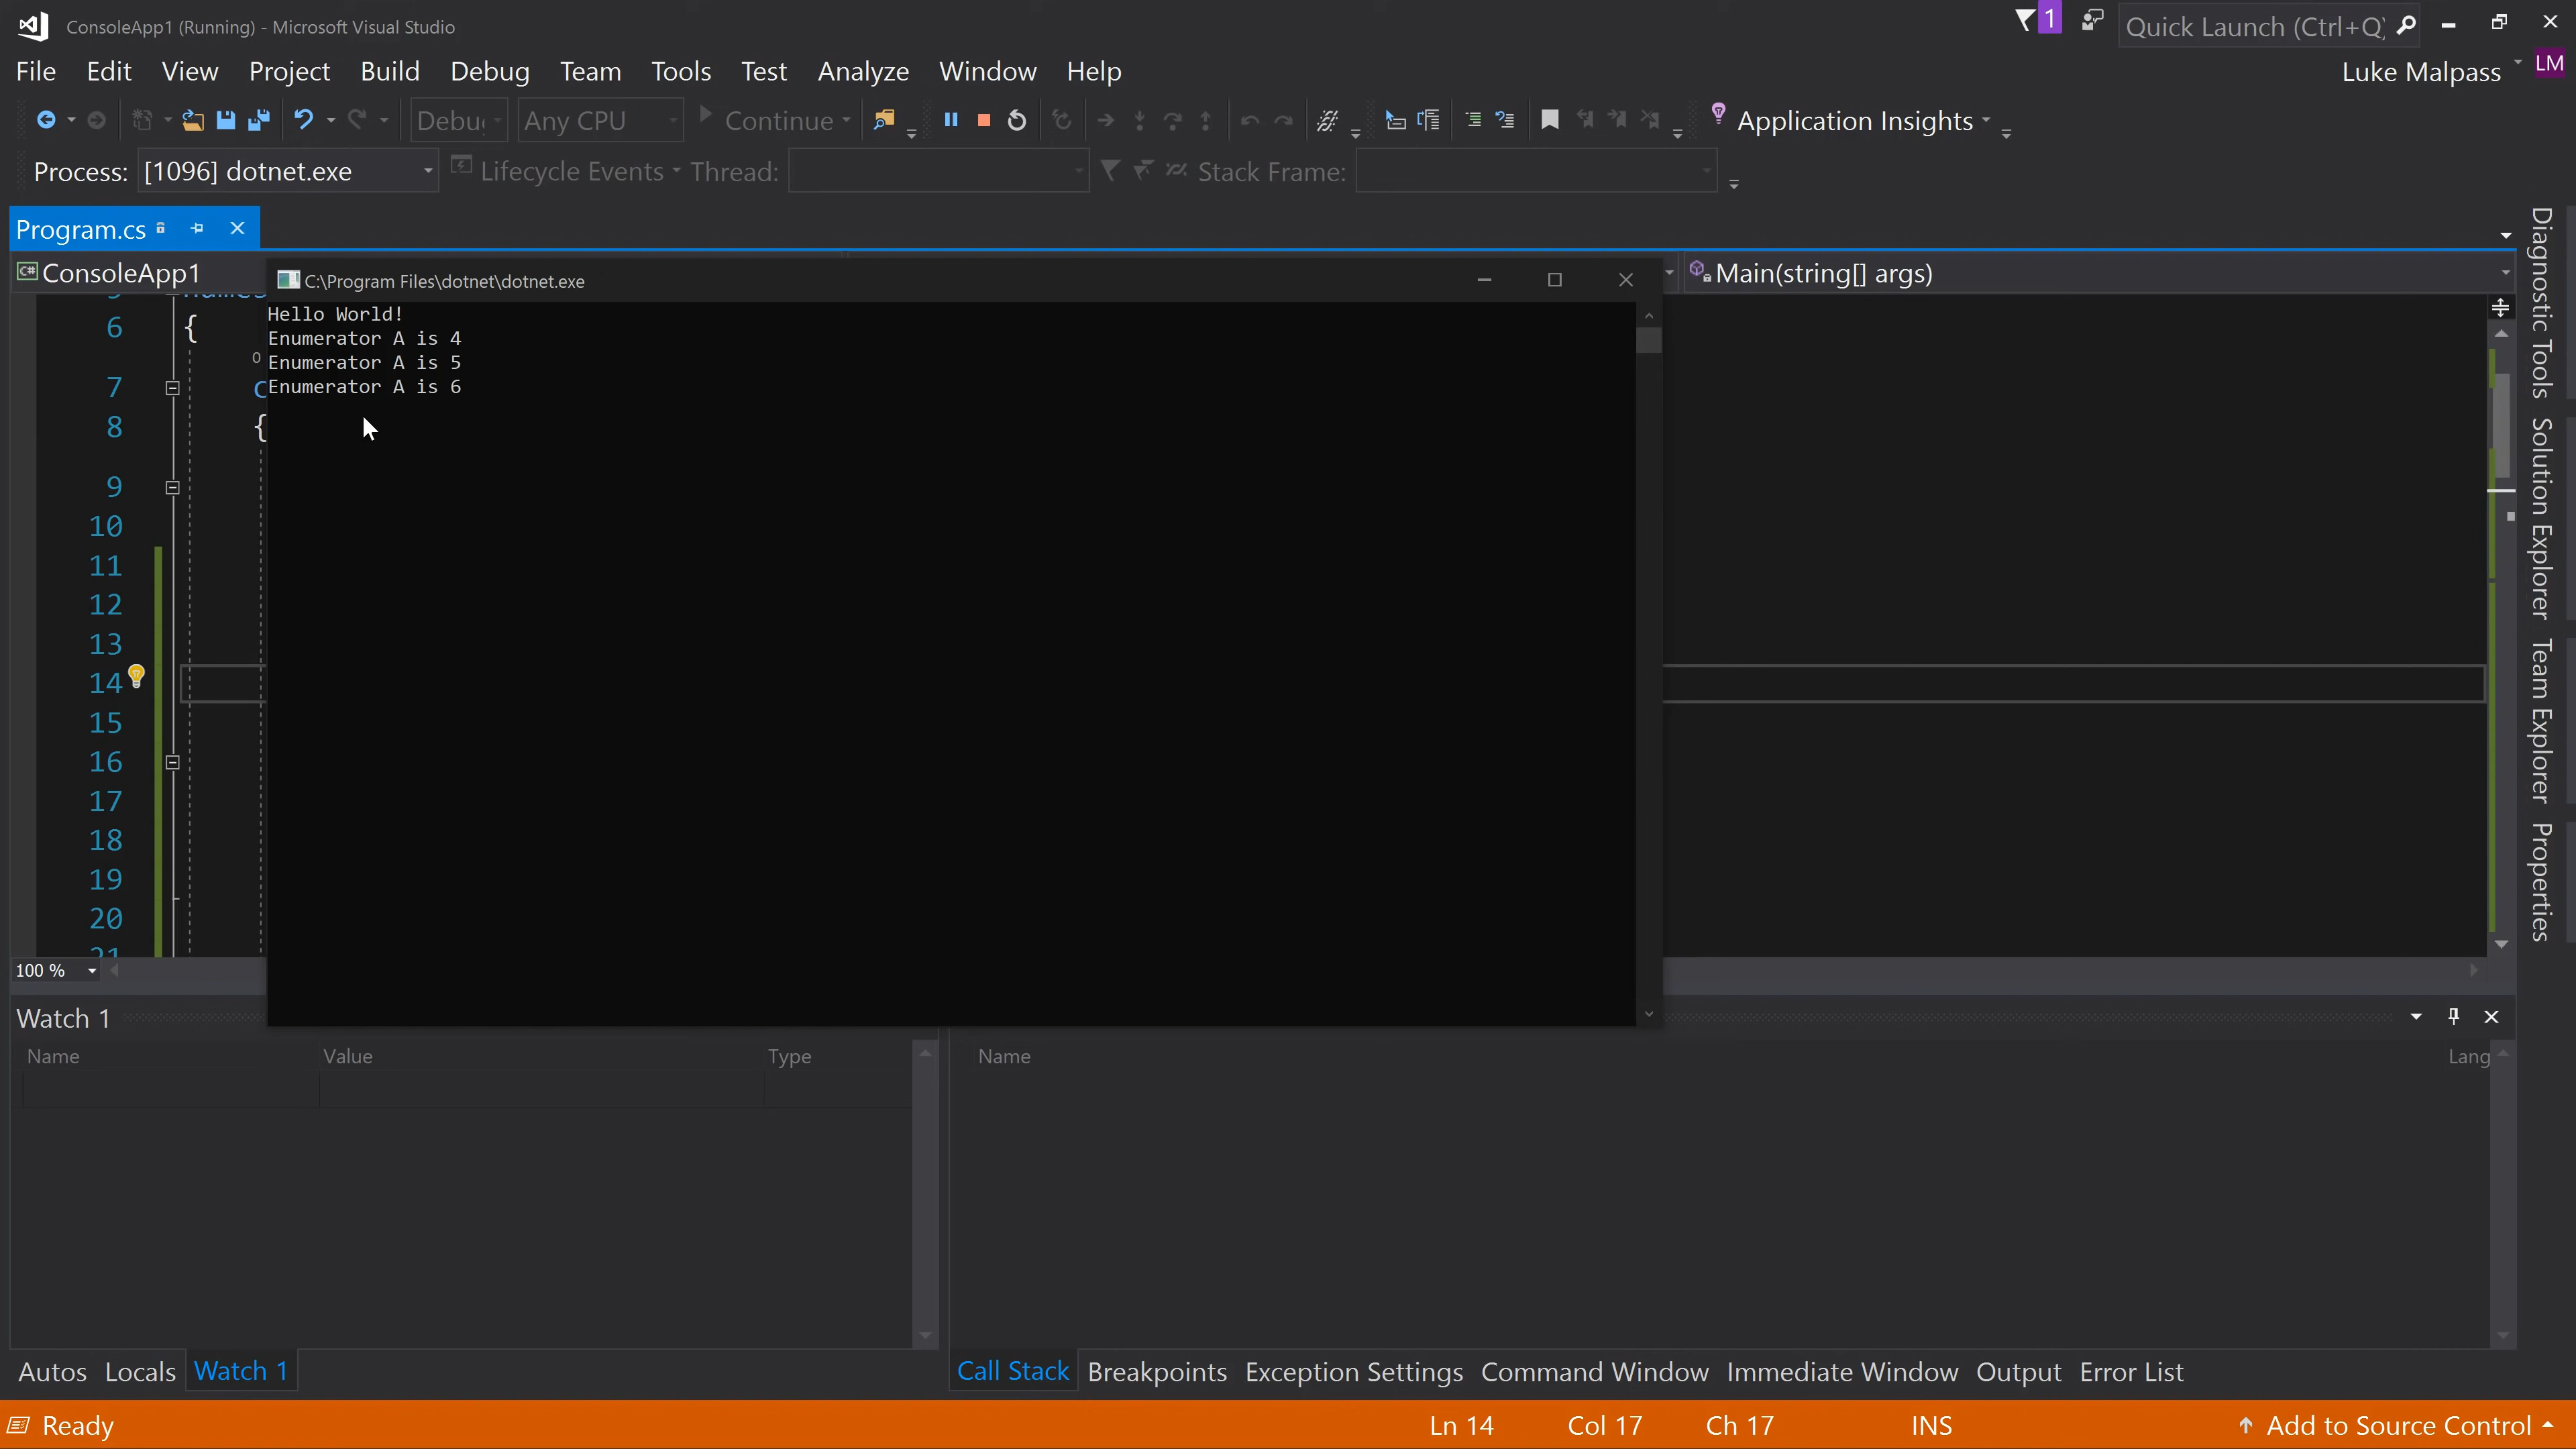 ConsoleApp1 (Running) - Microsoft Visual Studio
1
Quick Launch (Ctrl+Q)
File Edit View Project Build Debug Team Tools Test Analyze Window Help
Luke Malpass LM
Any CPU Continue Application Insights
Process: [1096] dotnet.exe Lifecycle Events Thread: Stack Frame:
Program.cs
C# ConsoleApp1
Main(string[] args)
C:\Program Files\dotnet\dotnet.exe
Hello World!
Enumerator A is 4
Enumerator A is 5
Enumerator A is 6
6 {
0
7 c
8 {
9
10
11
12
13
14
15
16
17
18
19
20
21
Diagnostic Tools
Solution Explorer
Team Explorer
Properties
100 %
Watch 1
Name Value Type
Name Lang
Autos Locals Watch 1
Call Stack Breakpoints Exception Settings Command Window Immediate Window Output Error List
Ready
Ln 14 Col 17 Ch 17 INS
Add to Source Control